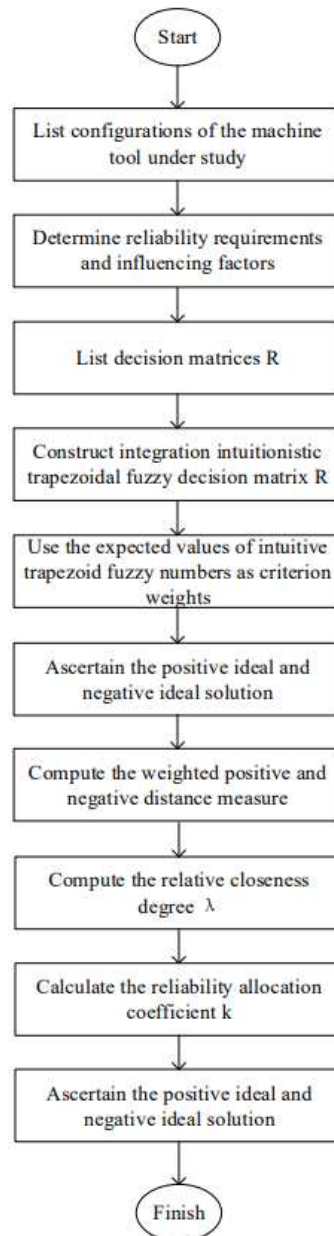 Start
List configurations of the machine
tool under study
Determine reliability requirements
and influencing factors
List decision matrices R
Construct integration intuitionistic
trapezoidal fuzzy decision matrix R
Use the expected values of intuitive
trapezoid fuzzy numbers as criterion
weights
Ascertain the positive ideal and
negative ideal solution
Compute the weighted positive and
negative distance measure
Compute the relative closeness
degree λ
Calculate the reliability allocation
coefficient k
Ascertain the positive ideal and
negative ideal solution
Finish